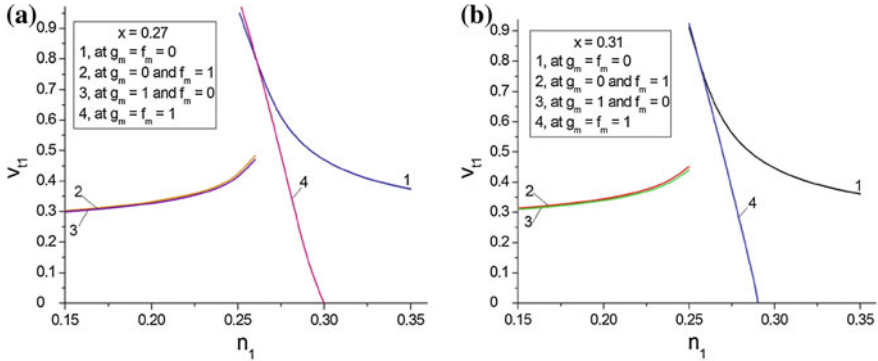 (a)
x = 0.27
1, at g_m = f_m = 0
2, at g_m = 0 and f_m = 1
3, at g_m = 1 and f_m = 0
4, at g_m = f_m = 1
0.9
0.8
0.7
0.6
0.5
0.4
0.3
0.2
0.9
0
v_t1
1
2
3
4
0.15
0.20
0.25
0.30
0.35
n_1
(b)
x = 0.31
1, at g_m = f_m = 0
2, at g_m = 0 and f_m = 1
3, at g_m = 1 and f_m = 0
4, at g_m = f_m = 1
0.9
0.8
0.7
0.6
0.5
0.4
0.3
0.2
0.9
0
v_t1
1
2
3
4
0.15
0.20
0.25
0.30
0.35
n_1